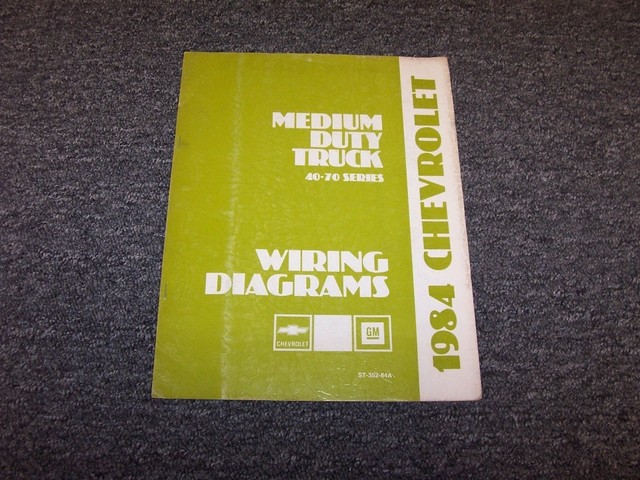 MEDIUM
DUTY
TRUCK
40-70 SERIES
WIRING
DIAGRAMS
CHEVROLET
GM
ST-352-84A
1984 CHEVROLET